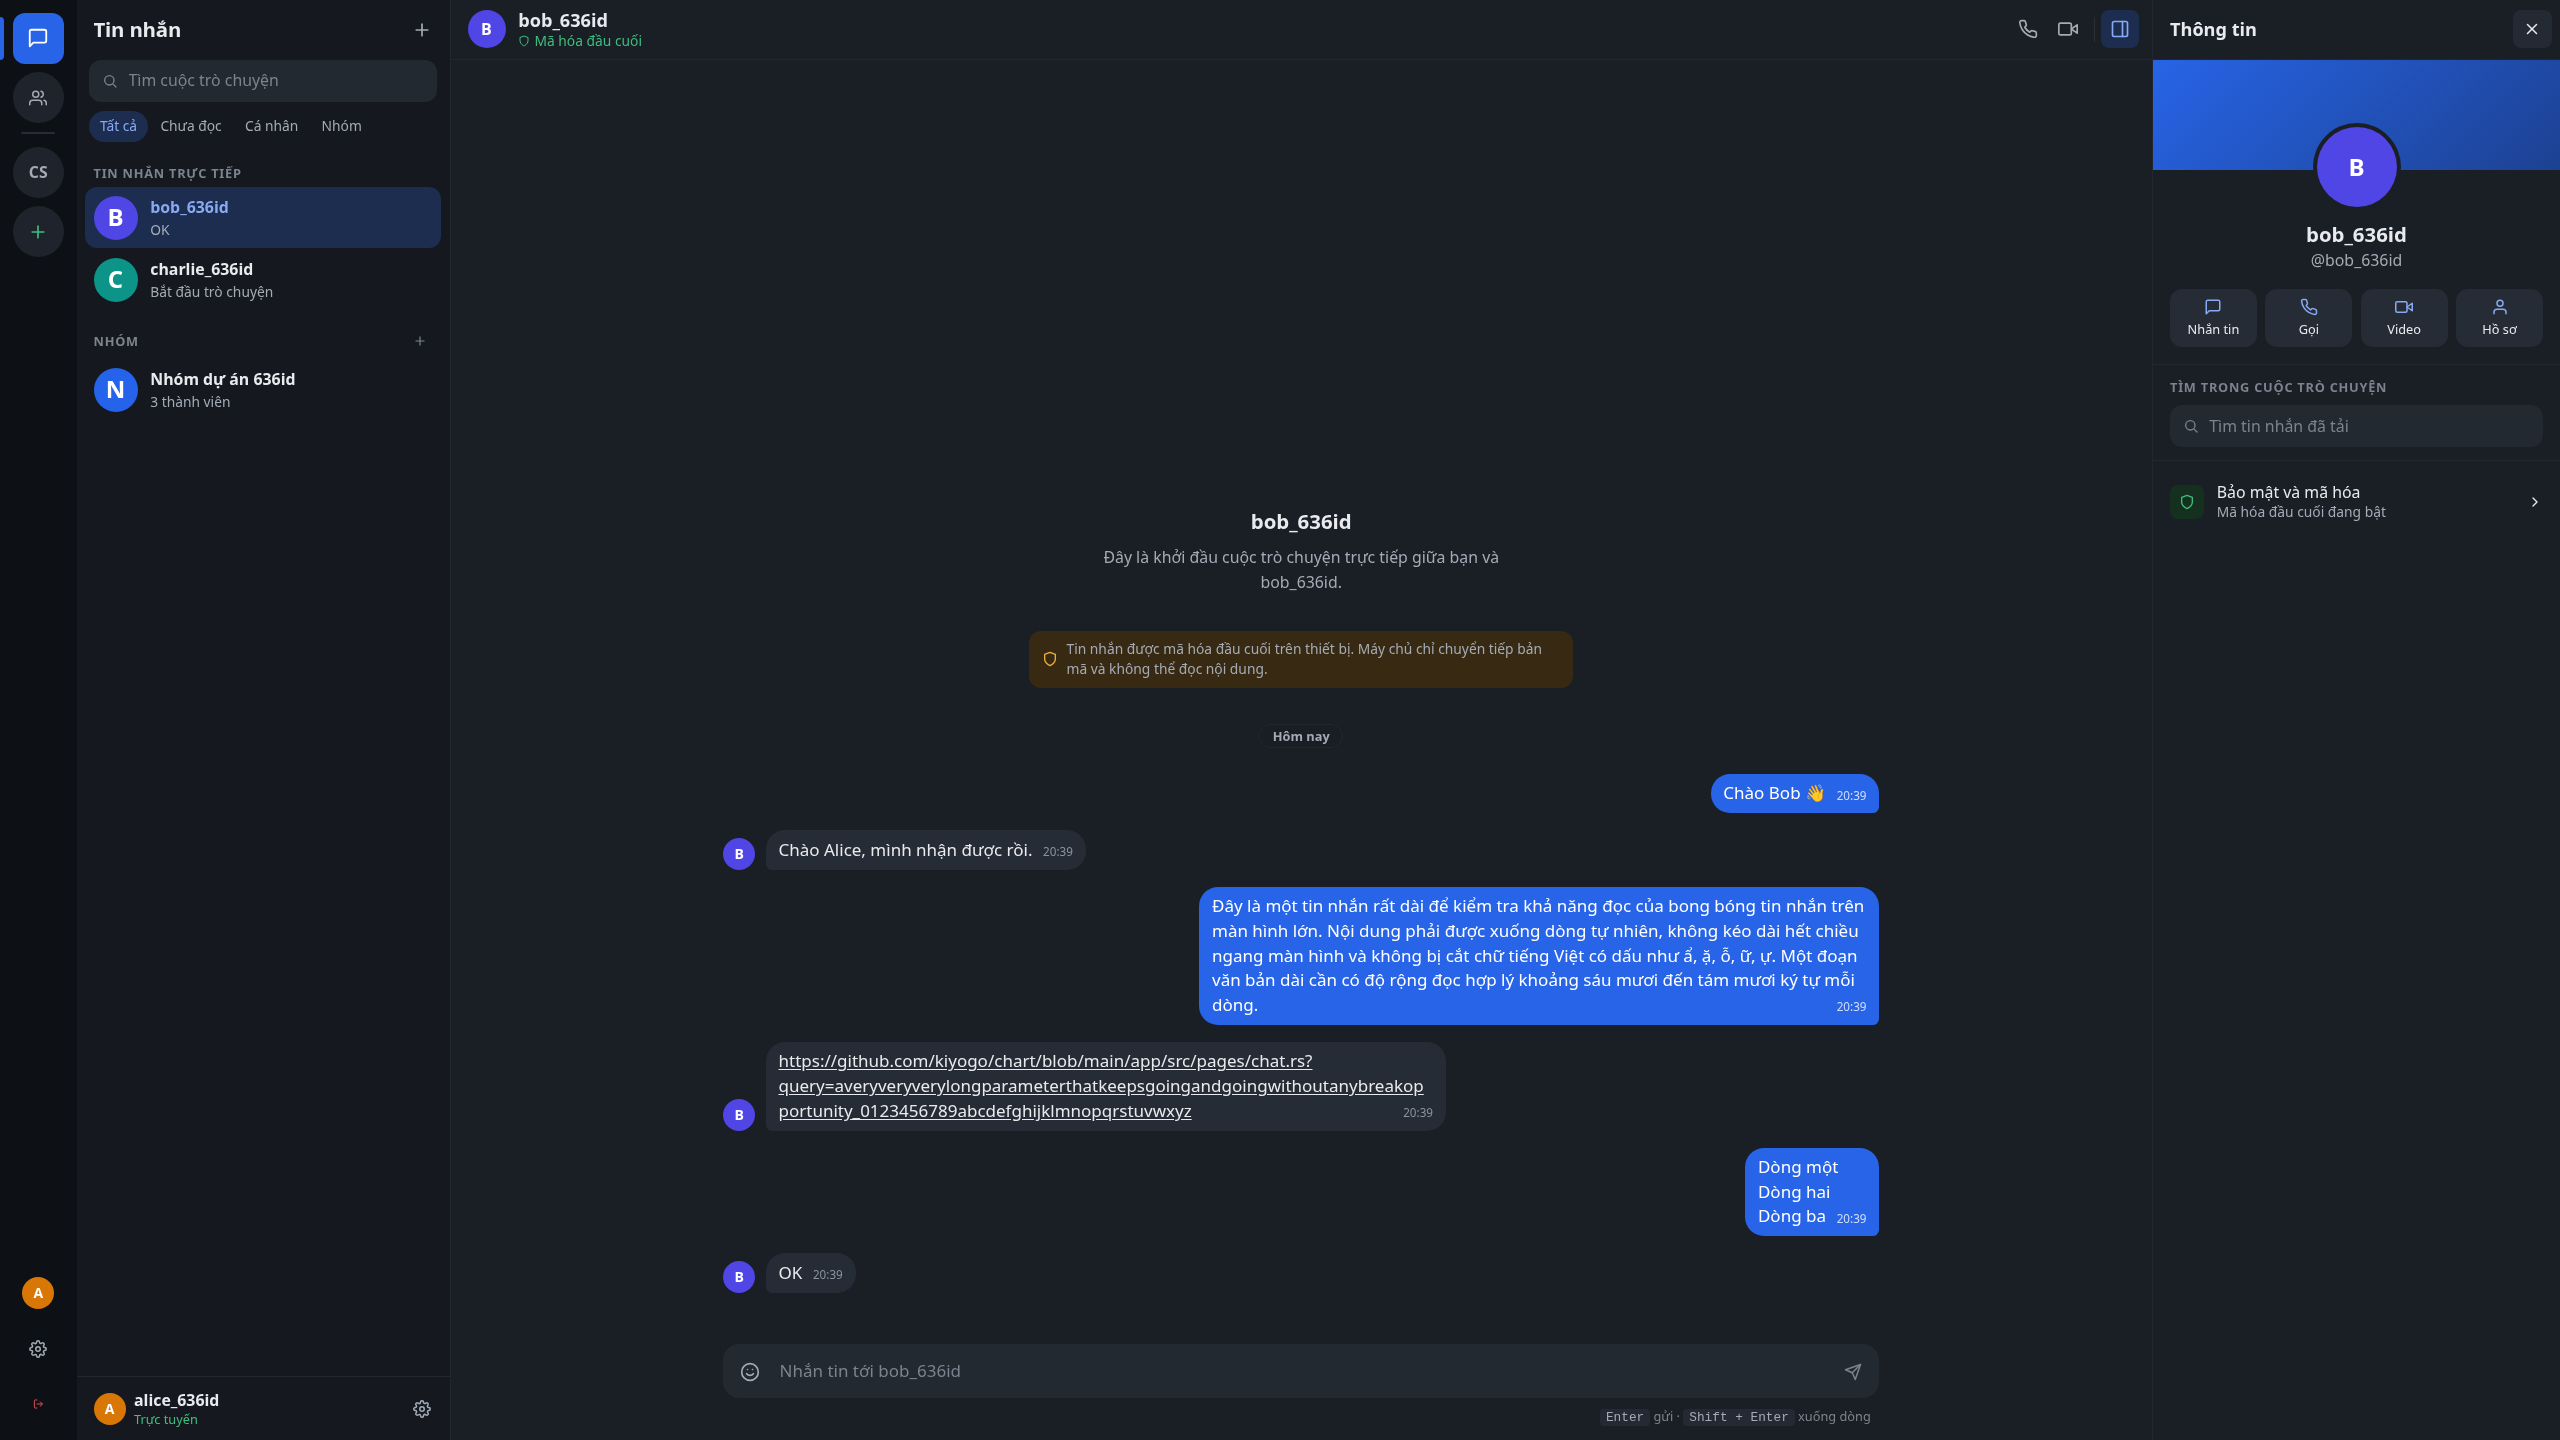 Tin nhắn
Tìm cuộc trò chuyện
Tất cả
Chưa đọc
Cá nhân
Nhóm
CS
TIN NHẮN TRỰC TIẾP
B
bob_636id
OK
C
charlie_636id
Bắt đầu trò chuyện
NHÓM
N
Nhóm dự án 636id
3 thành viên
A
A
alice_636id
Trực tuyến
B
bob_636id
Mã hóa đầu cuối
bob_636id
Đây là khởi đầu cuộc trò chuyện trực tiếp giữa bạn và
bob_636id.
Tin nhắn được mã hóa đầu cuối trên thiết bị. Máy chủ chỉ chuyển tiếp bản
mã và không thể đọc nội dung.
Hôm nay
Chào Bob 👋 20:39
B
Chào Alice, mình nhận được rồi. 20:39
Đây là một tin nhắn rất dài để kiểm tra khả năng đọc của bong bóng tin nhắn trên
màn hình lớn. Nội dung phải được xuống dòng tự nhiên, không kéo dài hết chiều
ngang màn hình và không bị cắt chữ tiếng Việt có dấu như ẩ, ặ, ỗ, ữ, ự. Một đoạn
văn bản dài cần có độ rộng đọc hợp lý khoảng sáu mươi đến tám mươi ký tự mỗi
dòng. 20:39
https://github.com/kiyogo/chart/blob/main/app/src/pages/chat.rs?
query=averyveryverylongparameterthatkeepsgoingandgoingwithoutanybreakop
portunity_0123456789abcdefghijklmnopqrstuvwxyz 20:39
B
Dòng một
Dòng hai
Dòng ba 20:39
B
OK 20:39
Nhắn tin tới bob_636id
Enter gửi · Shift + Enter xuống dòng
Thông tin
B
bob_636id
@bob_636id
Nhắn tin
Gọi
Video
Hồ sơ
TÌM TRONG CUỘC TRÒ CHUYỆN
Tìm tin nhắn đã tải
Bảo mật và mã hóa
Mã hóa đầu cuối đang bật